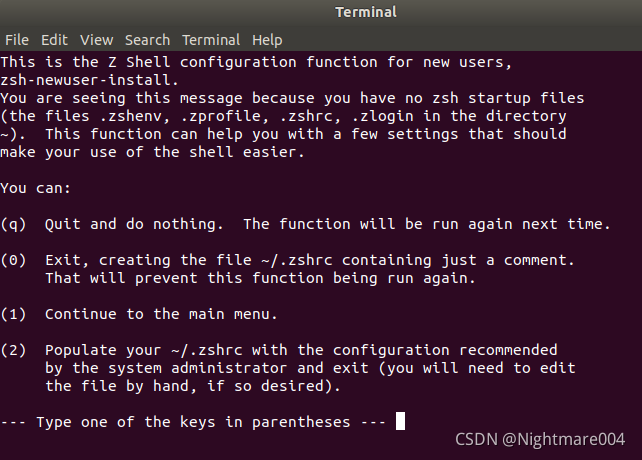 Terminal
File Edit View Search Terminal Help
This is the Z Shell configuration function for new users,
zsh-newuser-install.
You are seeing this message because you have no zsh startup files
(the files .zshenv, .zprofile, .zshrc, .zlogin in the directory
~).  This function can help you with a few settings that should
make your use of the shell easier.
You can:
(q)  Quit and do nothing.  The function will be run again next time.
(0)  Exit, creating the file ~/.zshrc containing just a comment.
That will prevent this function being run again.
(1)  Continue to the main menu.
(2)  Populate your ~/.zshrc with the configuration recommended
by the system administrator and exit (you will need to edit
the file by hand, if so desired).
--- Type one of the keys in parentheses ---
CSDN @Nightmare004